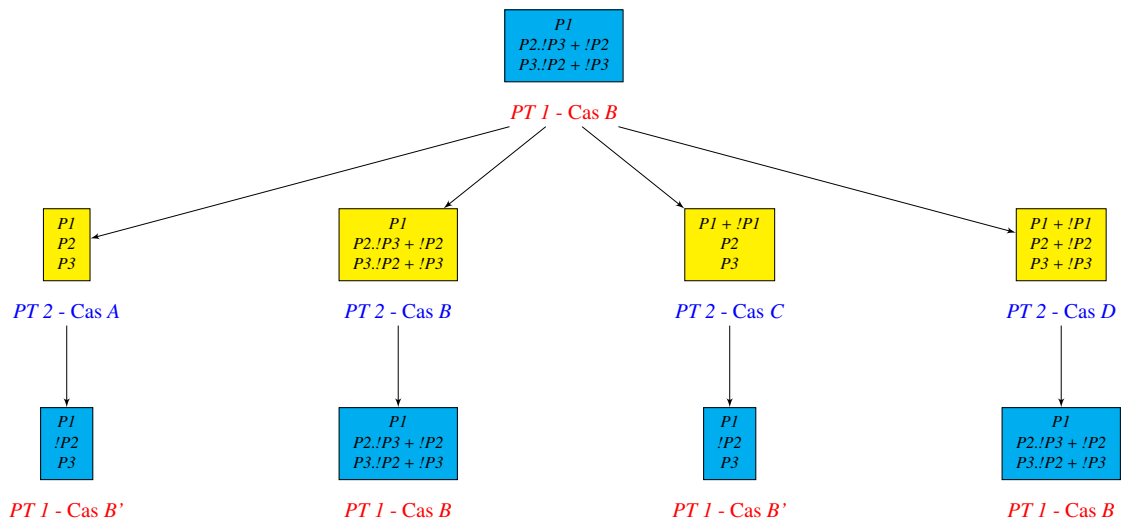 P1
P2.!P3 + !P2
P3.!P2 + !P3
PT 1 - Cas B
P1
P2
P3
PT 2 - Cas A
P1
P2.!P3 + !P2
P3.!P2 + !P3
PT 2 - Cas B
P1 + !P1
P2
P3
PT 2 - Cas C
P1 + !P1
P2 + !P2
P3 + !P3
PT 2 - Cas D
P1
!P2
P3
PT 1 - Cas B’
P1
P2.!P3 + !P2
P3.!P2 + !P3
PT 1 - Cas B
P1
!P2
P3
PT 1 - Cas B’
P1
P2.!P3 + !P2
P3.!P2 + !P3
PT 1 - Cas B